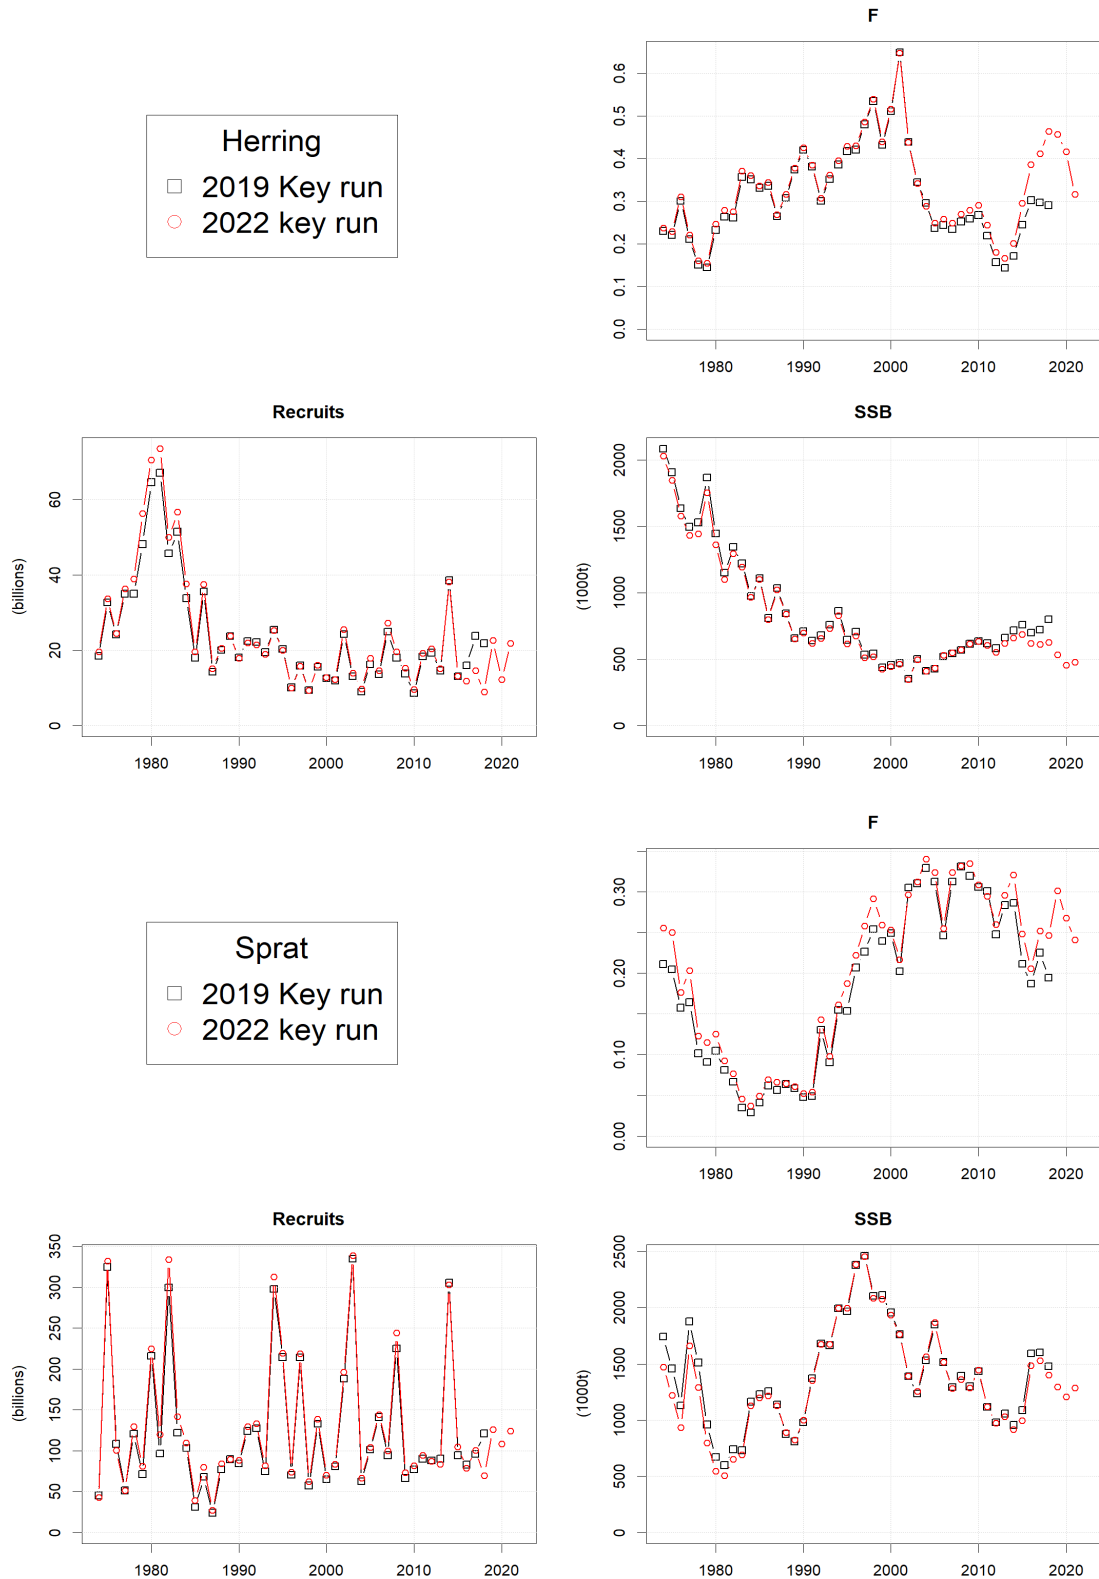 F
Herring
2019 Key run
2022 key run
0.6
0.5
0.4
0.3
0.2
0.1
0.0
1980 1990 2000 2010 2020
Recruits
SSB
(billions)
60
40
20
0
1980 1990 2000 2010 2020
(1000t)
2000
1500
1000
500
0
1980 1990 2000 2010 2020
F
Sprat
2019 Key run
2022 key run
0.30
0.20
0.10
0.00
1980 1990 2000 2010 2020
Recruits
SSB
(billions)
350
300
250
200
150
100
50
0
1980 1990 2000 2010 2020
(1000t)
2500
2000
1500
1000
500
0
1980 1990 2000 2010 2020